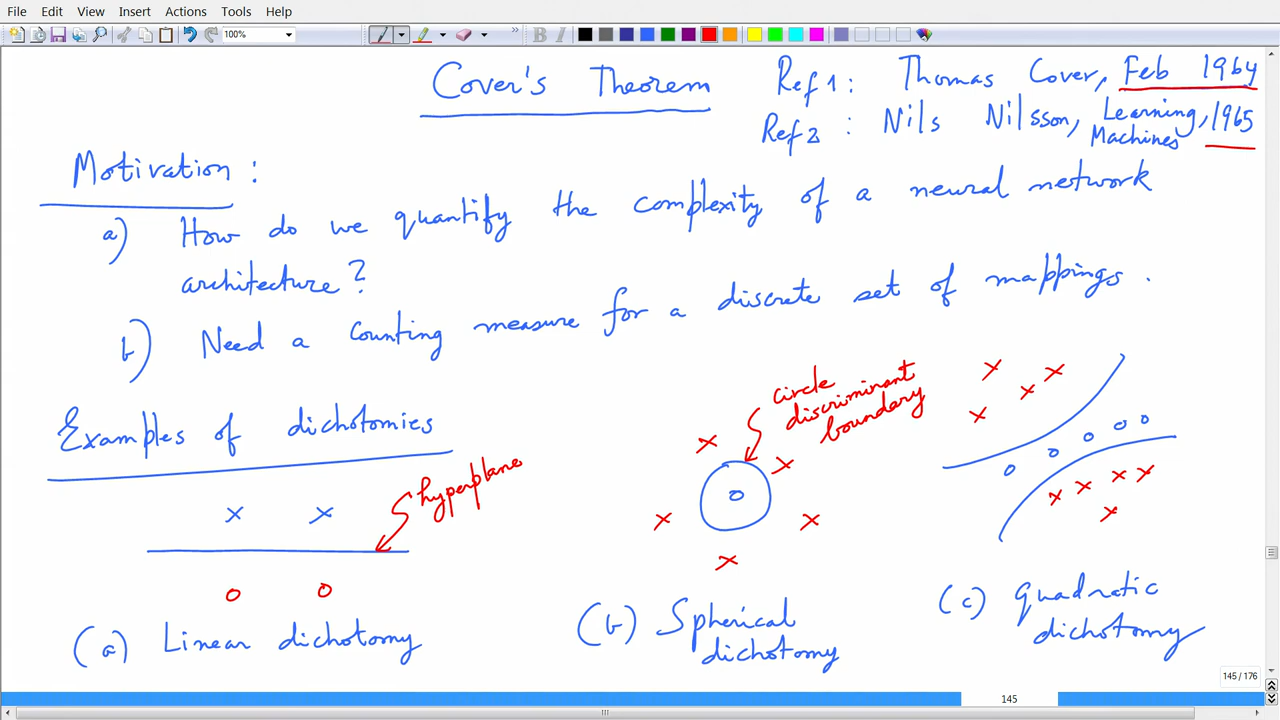 File Edit View Insert Actions Tools Help
100%
B U
Cover's Theorem
Ref 1: Thomas Cover, Feb 1964
Ref 2 : Nils Nilsson, Learning Machines, 1965
Motivation :
a) How do we quantify the complexity of a neural network
architecture?
b) Need a counting measure for a discrete set of mappings.
Examples of dichotomies
hyperplane
circle
discriminant
boundary
(a) Linear dichotomy
(b) Spherical
dichotomy
(c) quadratic
dichotomy
145 / 176
145